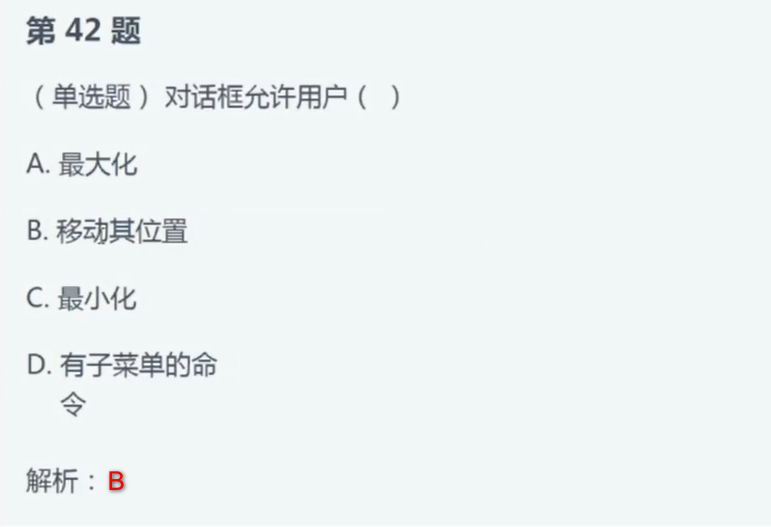 第 42 题
（单选题） 对话框允许用户（ ）
A. 最大化
B. 移动其位置
C. 最小化
D. 有子菜单的命
令
解析：B